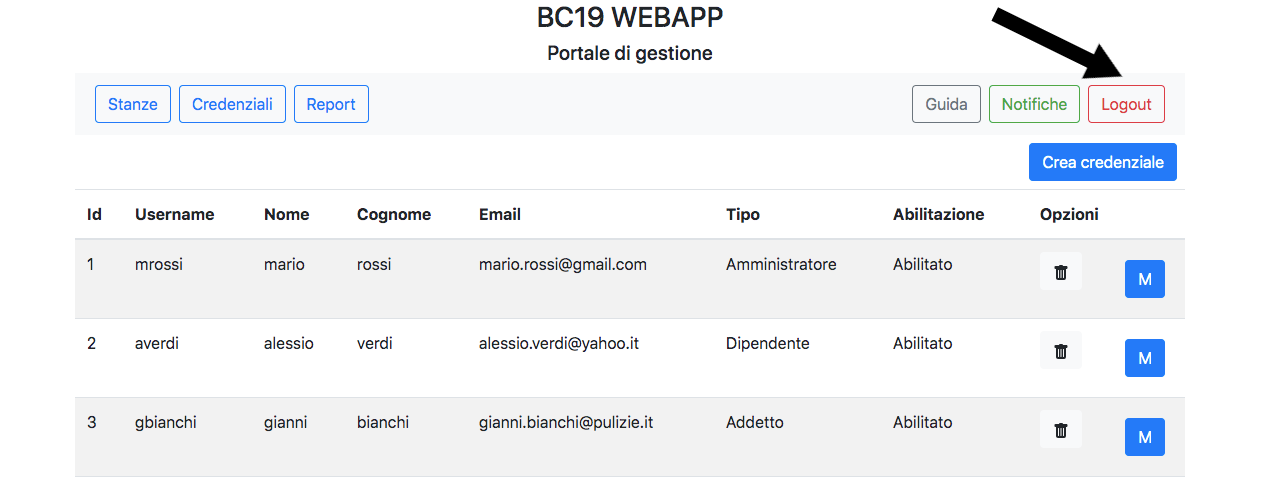 BC19 WEBAPP
Portale di gestione
Stanze Credenziali Report Guida Notifiche Logout
Crea credenziale
Id Username Nome Cognome Email Tipo Abilitazione Opzioni
1 mrossi mario rossi mario.rossi@gmail.com Amministratore Abilitato M
2 averdi alessio verdi alessio.verdi@yahoo.it Dipendente Abilitato M
3 gbianchi gianni bianchi gianni.bianchi@pulizie.it Addetto Abilitato M